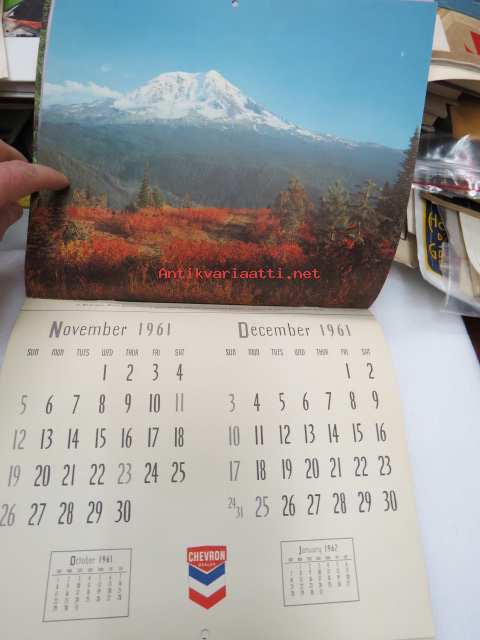 Antikvariaatti.net
November 1961
SUN MON TUES WED THUR FRI SAT
1 2 3 4
5 6 7 8 9 10 11
12 13 14 15 16 17 18
19 20 21 22 23 24 25
26 27 28 29 30
December 1961
SUN MON TUES WED THUR FRI SAT
1 2
3 4 5 6 7 8 9
10 11 12 13 14 15 16
17 18 19 20 21 22 23
24/31 25 26 27 28 29 30
October 1961
CHEVRON
DEALER
January 1962